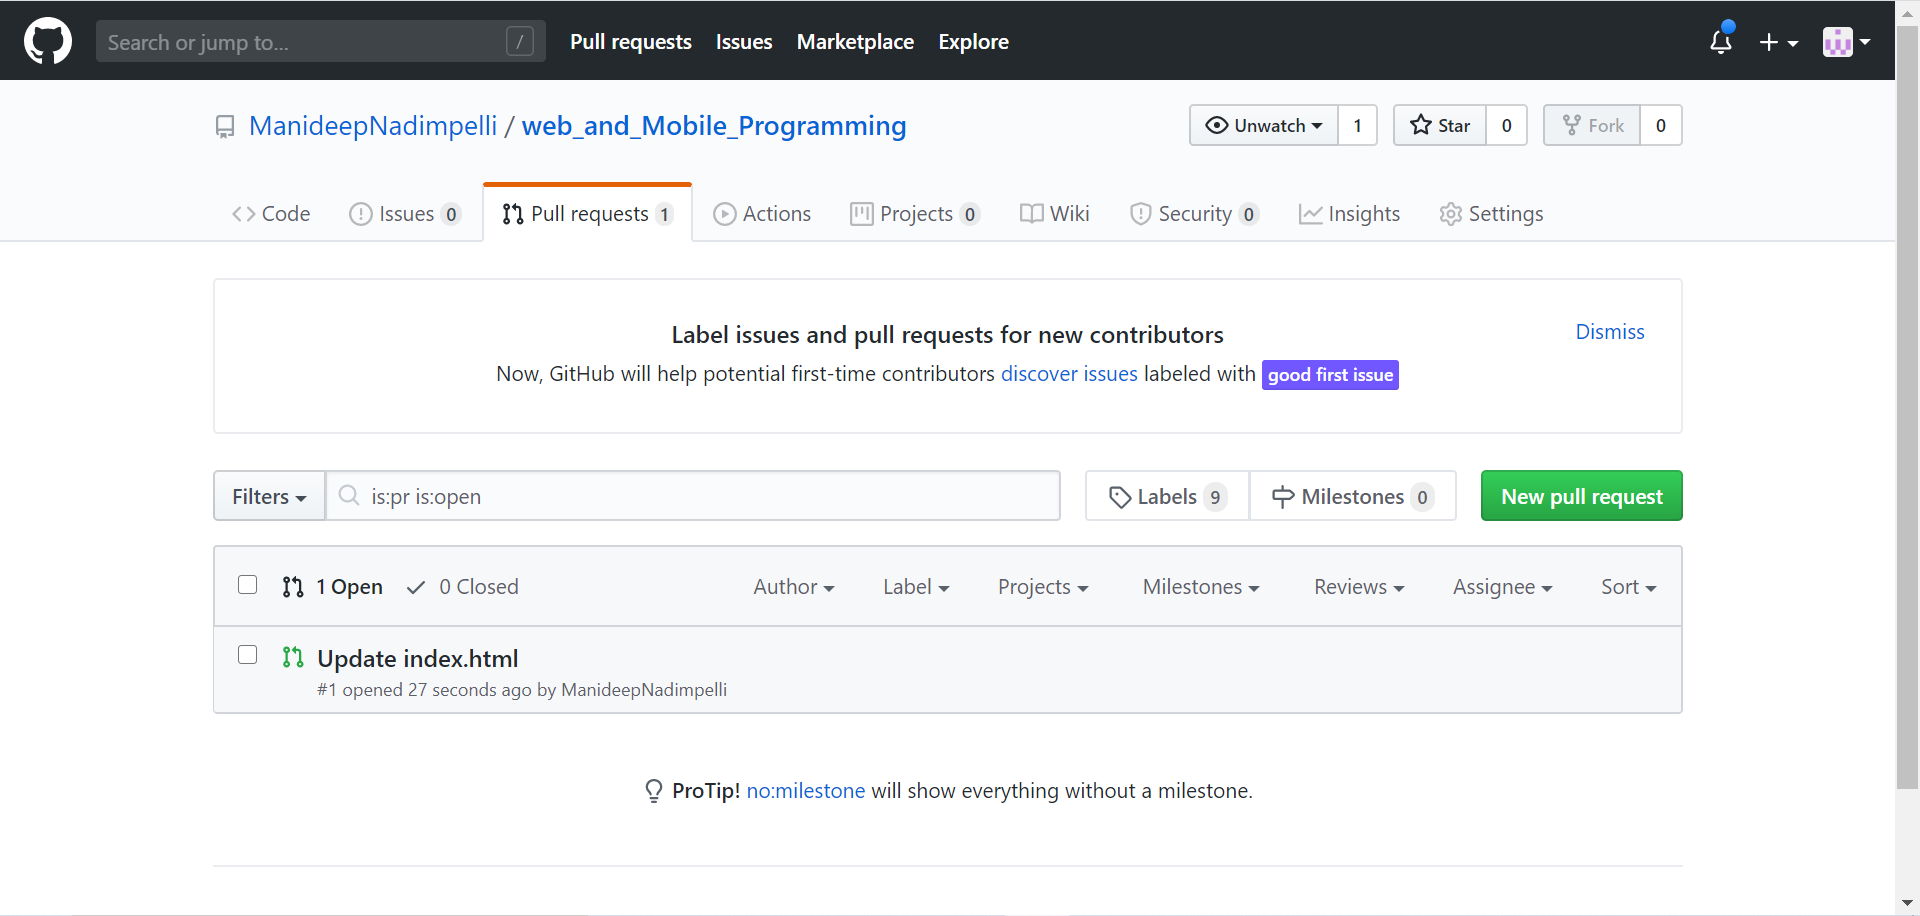 Search or jump to... / Pull requests Issues Marketplace Explore
ManideepNadimpelli / web_and_Mobile_Programming Unwatch 1 Star 0 Fork 0
Code Issues 0 Pull requests 1 Actions Projects 0 Wiki Security 0 Insights Settings
Label issues and pull requests for new contributors Dismiss
Now, GitHub will help potential first-time contributors discover issues labeled with good first issue
Filters is:pr is:open Labels 9 Milestones 0 New pull request
1 Open 0 Closed Author Label Projects Milestones Reviews Assignee Sort
Update index.html
#1 opened 27 seconds ago by ManideepNadimpelli
ProTip! no:milestone will show everything without a milestone.